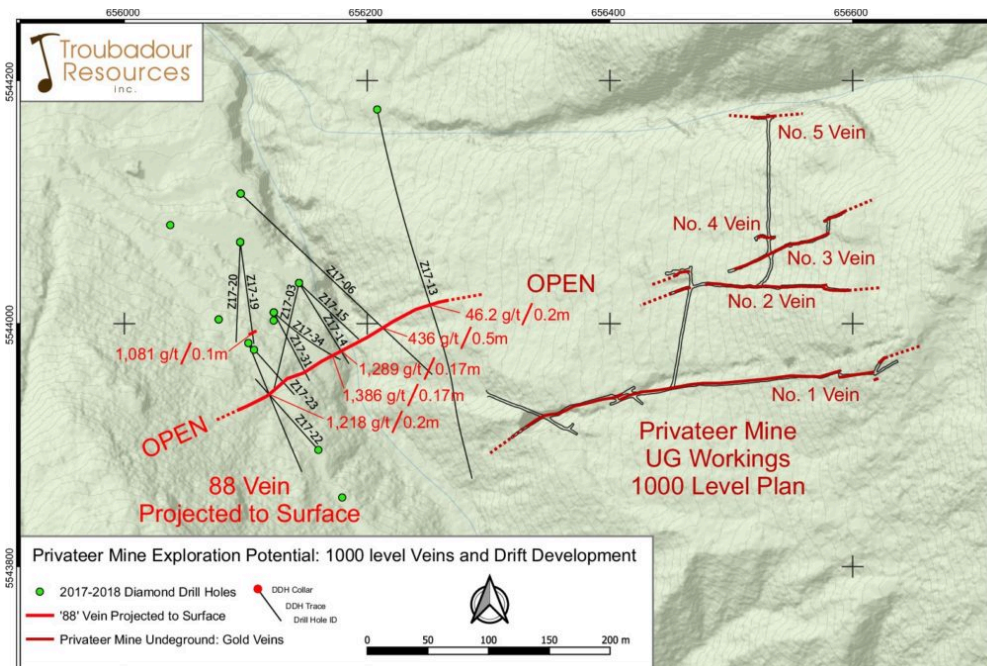 656000
656200
656400
656600
5544200
5544000
5543800
Troubadour
Resources
inc.
No. 5 Vein
No. 4 Vein
No. 3 Vein
No. 2 Vein
No. 1 Vein
Z17-20
Z17-19
Z17-03
Z17-06
Z17-13
Z17-15
Z17-14
Z17-34
Z17-31
Z17-23
Z17-22
OPEN
46.2 g/t/0.2m
436 g/t/0.5m
1,081 g/t/0.1m
1,289 g/t/0.17m
1,386 g/t/0.17m
1,218 g/t/0.2m
OPEN
88 Vein
Projected to Surface
Privateer Mine
UG Workings
1000 Level Plan
Privateer Mine Exploration Potential: 1000 level Veins and Drift Development
2017-2018 Diamond Drill Holes
'88' Vein Projected to Surface
Privateer Mine Undeground: Gold Veins
DDH Collar
DDH Trace
Drill Hole ID
0 50 100 150 200 m